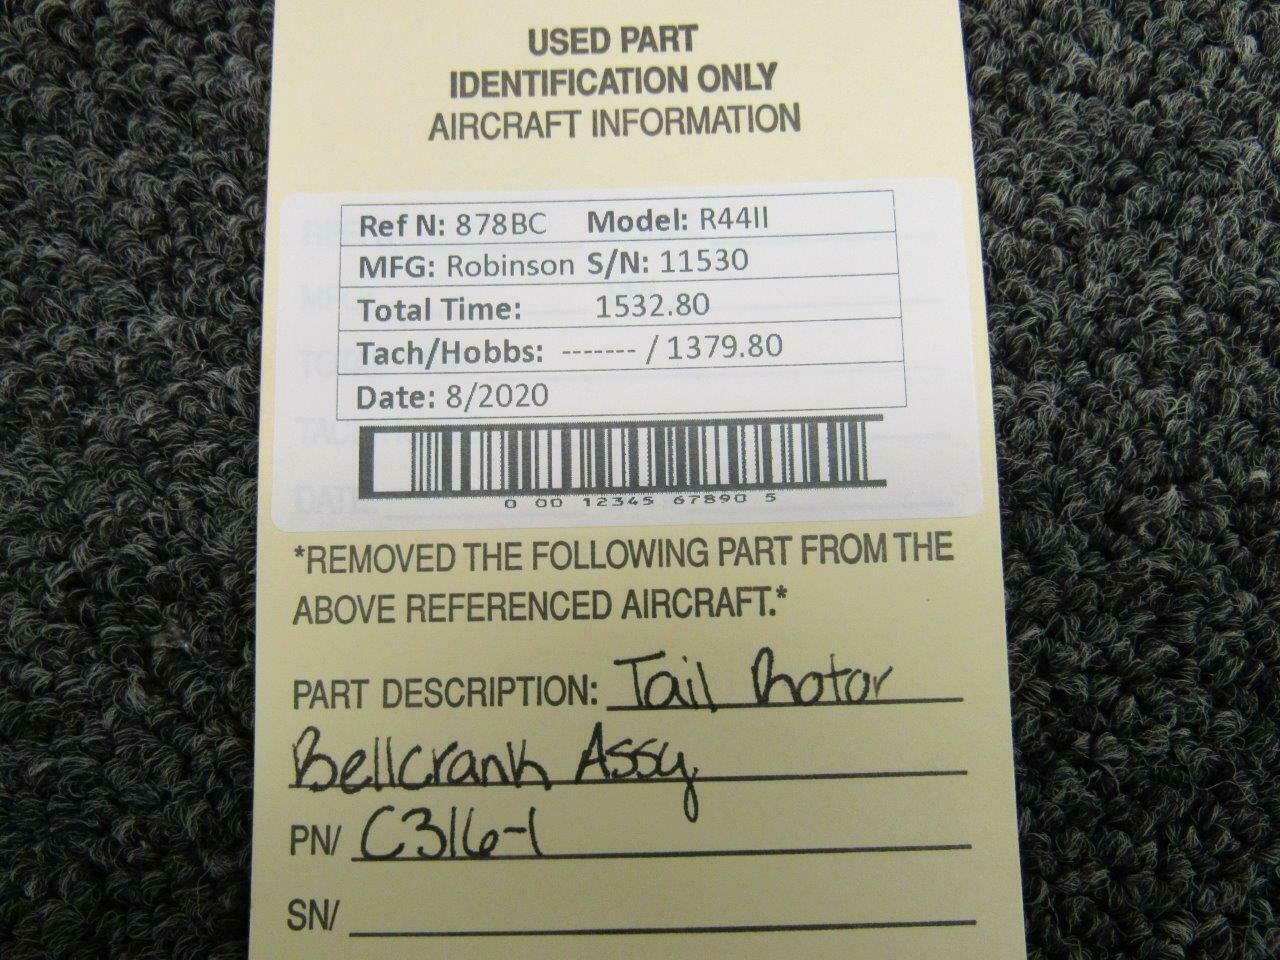 USED PART
IDENTIFICATION ONLY
AIRCRAFT INFORMATION
Ref N: 878BC Model: R44II
MFG: Robinson S/N: 11530
Total Time: 1532.80
Tach/Hobbs: ------- / 1379.80
Date: 8/2020
0 00 12345 67890 5
*REMOVED THE FOLLOWING PART FROM THE
ABOVE REFERENCED AIRCRAFT.*
PART DESCRIPTION: Tail Rotor
Bellcrank Assy.
PN/ C316-1
SN/